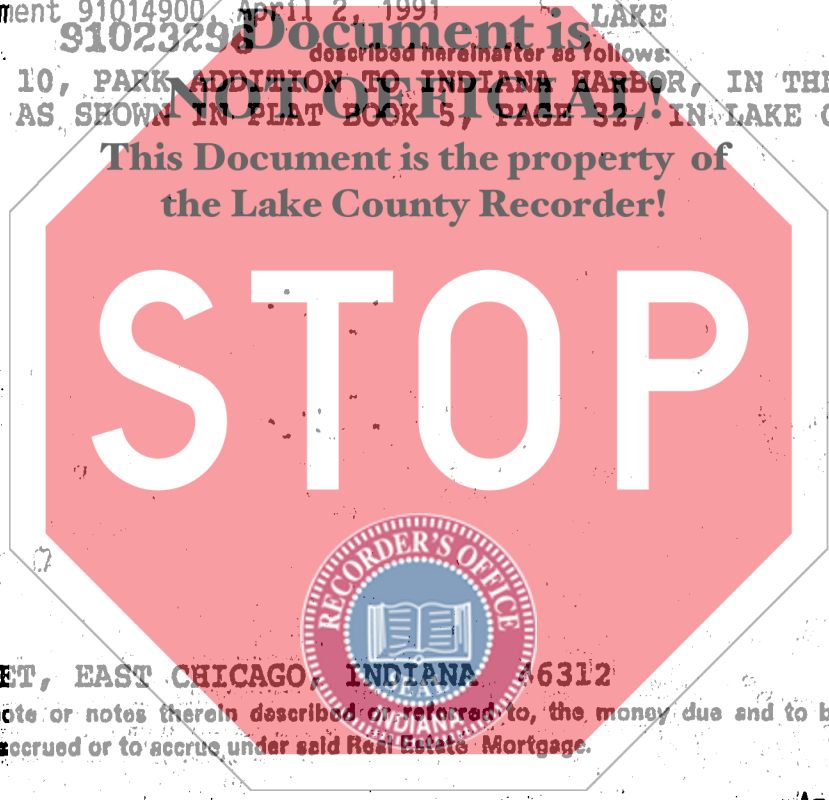 ment 91014900, April 2, 1991 LAKE
91023298
Document is
described hereinafter as follows:
10, PARK ADDITION TO INDIANA HARBOR, IN THE
NOT OFFICIAL!
AS SHOWN IN PLAT BOOK 5, PAGE 32, IN LAKE
This Document is the property of
the Lake County Recorder!
STOP
RECORDER'S OFFICE
ET, EAST CHICAGO, INDIANA 46312
SEAL
ote or notes therein described or referred to, the money due and to b
INDIANA
accrued or to accrue under said Real Estate Mortgage.